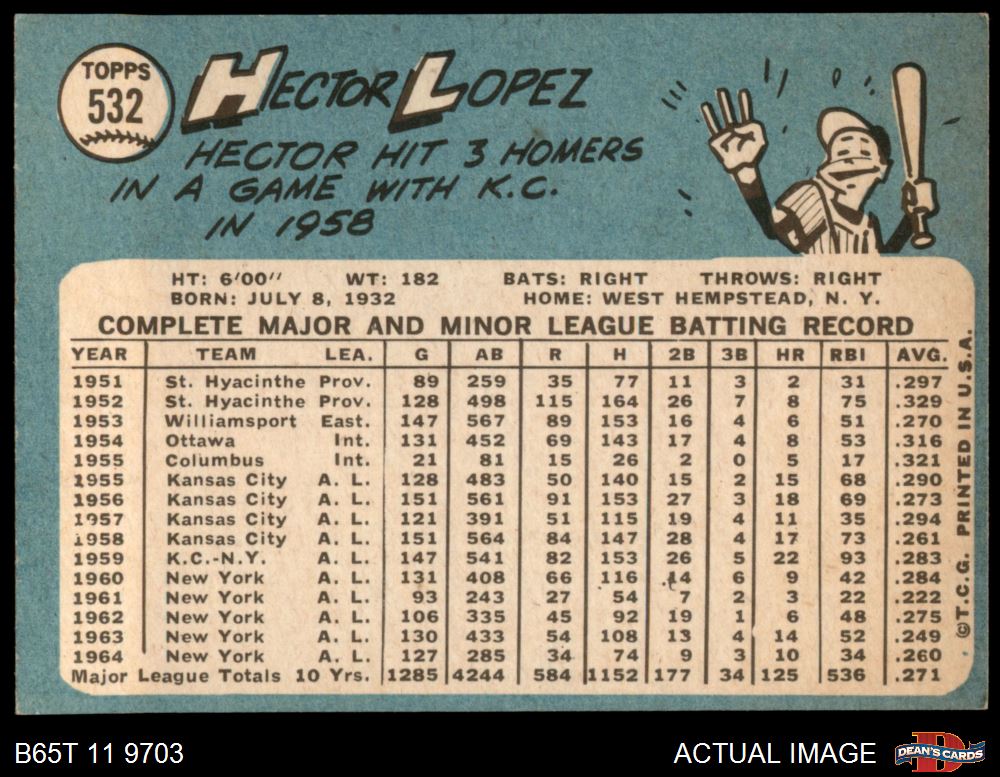 TOPPS
532
HECTOR LOPEZ
HECTOR HIT 3 HOMERS
IN A GAME WITH K.C.
IN 1958
HT: 6'00" WT: 182 BATS: RIGHT THROWS: RIGHT
BORN: JULY 8, 1932 HOME: WEST HEMPSTEAD, N. Y.
COMPLETE MAJOR AND MINOR LEAGUE BATTING RECORD
YEAR TEAM LEA. G AB R H 2B 3B HR RBI AVG.
1951 St. Hyacinthe Prov. 89 259 35 77 11 3 2 31 .297
1952 St. Hyacinthe Prov. 128 498 115 164 26 7 8 75 .329
1953 Williamsport East. 147 567 89 153 16 4 6 51 .270
1954 Ottawa Int. 131 452 69 143 17 4 8 53 .316
1955 Columbus Int. 21 81 15 26 2 0 5 17 .321
1955 Kansas City A. L. 128 483 50 140 15 2 15 68 .290
1956 Kansas City A. L. 151 561 91 153 27 3 18 69 .273
1957 Kansas City A. L. 121 391 51 115 19 4 11 35 .294
1958 Kansas City A. L. 151 564 84 147 28 4 17 73 .261
1959 K.C.-N.Y. A. L. 147 541 82 153 26 5 22 93 .283
1960 New York A. L. 131 408 66 116 14 6 9 42 .284
1961 New York A. L. 93 243 27 54 7 2 3 22 .222
1962 New York A. L. 106 335 45 92 19 1 6 48 .275
1963 New York A. L. 130 433 54 108 13 4 14 52 .249
1964 New York A. L. 127 285 34 74 9 3 10 34 .260
Major League Totals 10 Yrs. 1285 4244 584 1152 177 34 125 536 .271
©T.C.G. PRINTED IN U.S.A.
B65T 11 9703
ACTUAL IMAGE
D
DEAN'S CARDS